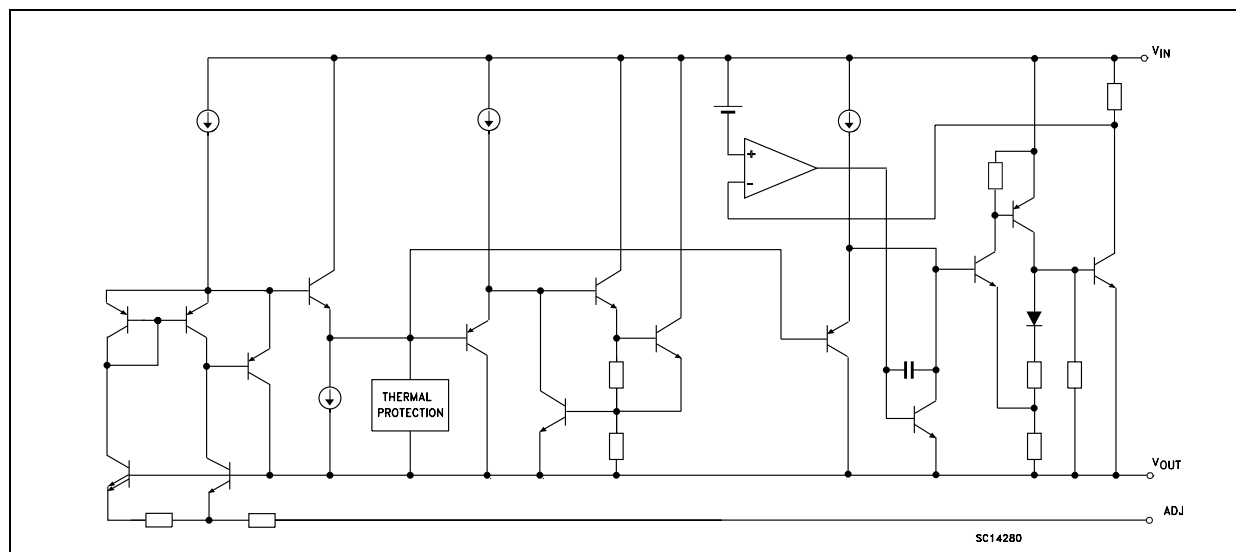 VIN
+
-
THERMAL
PROTECTION
VOUT
ADJ
SC14280